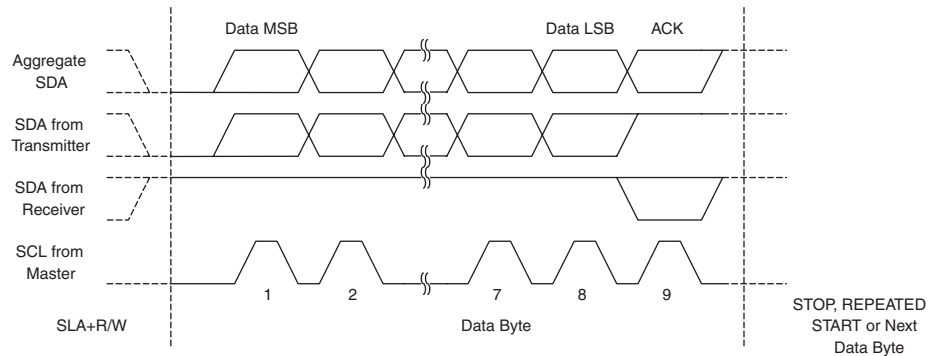 Data MSB
Data LSB
ACK
Aggregate
SDA
SDA from
Transmitter
SDA from
Receiver
SCL from
Master
1
2
7
8
9
SLA+R/W
Data Byte
STOP, REPEATED
START or Next
Data Byte